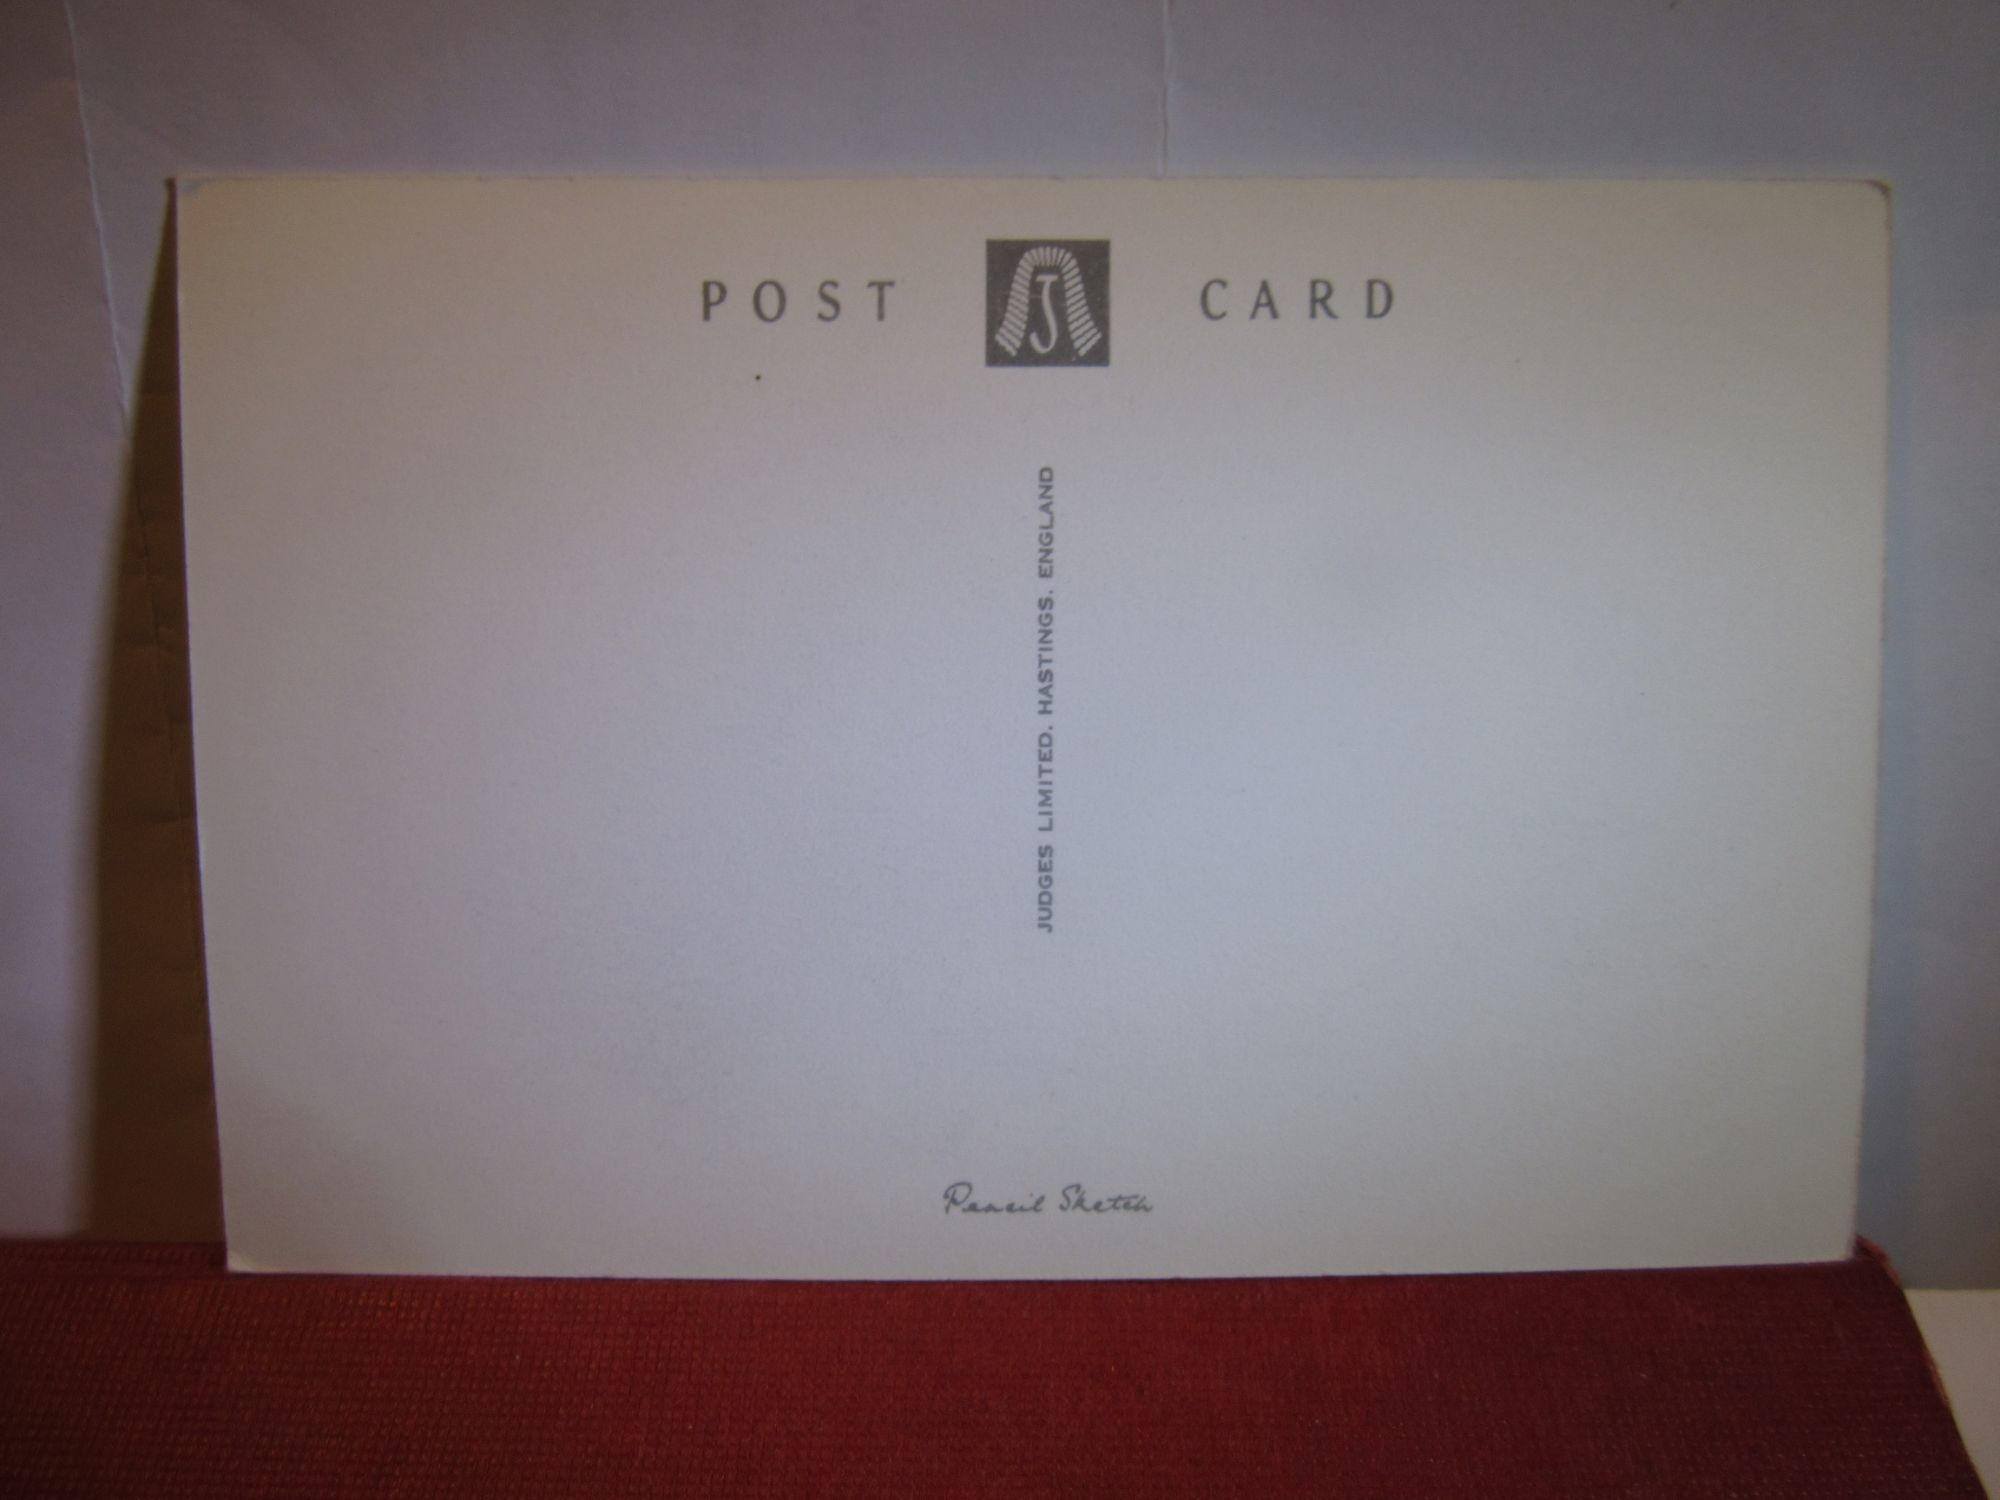 POST J CARD
JUDGES LIMITED. HASTINGS. ENGLAND
Pencil Sketch